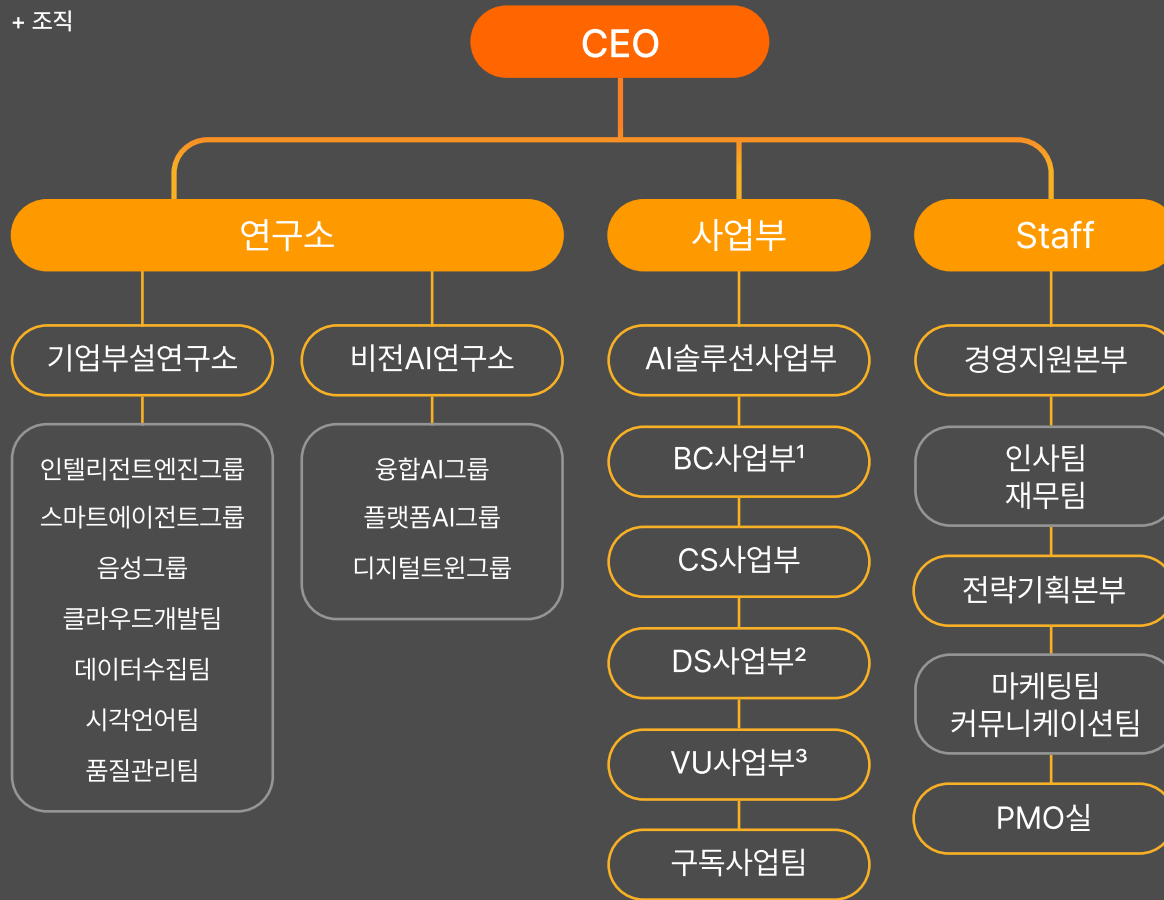 + 조직
CEO
연구소
사업부
Staff
기업부설연구소
비전AI연구소
AI솔루션사업부
경영지원본부
인텔리전트엔진그룹
스마트에이전트그룹
음성그룹
클라우드개발팀
데이터수집팀
시각언어팀
품질관리팀
융합AI그룹
플랫폼AI그룹
디지털트윈그룹
BC사업부¹
CS사업부
DS사업부²
VU사업부³
구독사업팀
인사팀
재무팀
전략기획본부
마케팅팀
커뮤니케이션팀
PMO실